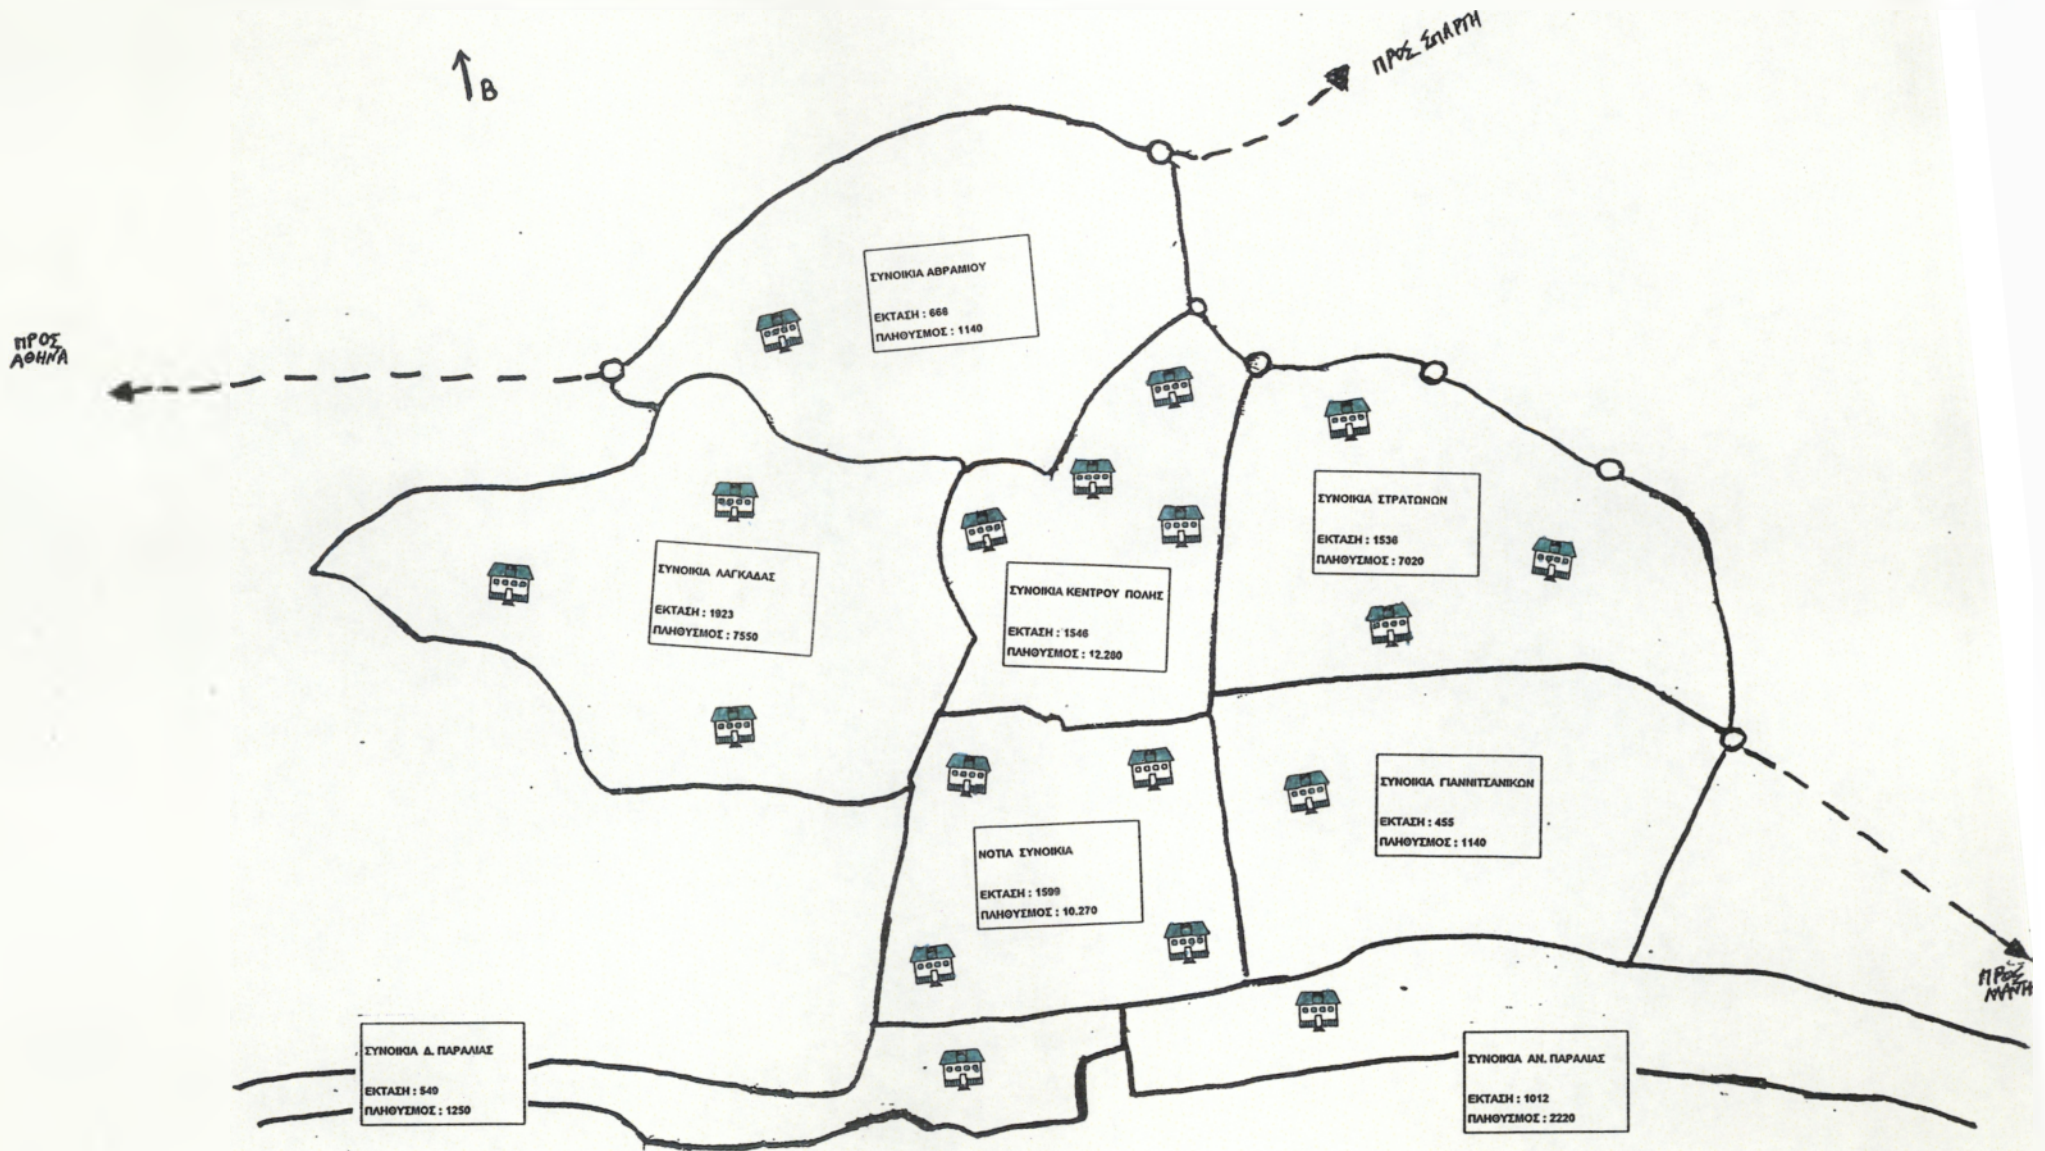 ΠΡΟΣ ΣΠΑΡΤΗ
Β
ΣΥΝΟΙΚΙΑ ΑΒΡΑΜΙΟΥ
ΕΚΤΑΣΗ : 668
ΠΛΗΘΥΣΜΟΣ : 1140
ΠΡΟΣ
ΑΘΗΝΑ
ΣΥΝΟΙΚΙΑ ΣΤΡΑΤΩΝΩΝ
ΕΚΤΑΣΗ : 1536
ΠΛΗΘΥΣΜΟΣ : 7020
ΣΥΝΟΙΚΙΑ ΛΑΓΚΑΔΑΣ
ΕΚΤΑΣΗ : 1923
ΠΛΗΘΥΣΜΟΣ : 7550
ΣΥΝΟΙΚΙΑ ΚΕΝΤΡΟΥ ΠΟΛΗΣ
ΕΚΤΑΣΗ : 1546
ΠΛΗΘΥΣΜΟΣ : 12.280
ΣΥΝΟΙΚΙΑ ΓΙΑΝΝΙΤΣΑΝΙΚΩΝ
ΕΚΤΑΣΗ : 455
ΠΛΗΘΥΣΜΟΣ : 1140
ΝΟΤΙΑ ΣΥΝΟΙΚΙΑ
ΕΚΤΑΣΗ : 1599
ΠΛΗΘΥΣΜΟΣ : 10.270
ΠΡΟΣ
ΣΥΝΟΙΚΙΑ Δ. ΠΑΡΑΛΙΑΣ
ΕΚΤΑΣΗ : 549
ΠΛΗΘΥΣΜΟΣ : 1250
ΣΥΝΟΙΚΙΑ ΑΝ. ΠΑΡΑΛΙΑΣ
ΕΚΤΑΣΗ : 1012
ΠΛΗΘΥΣΜΟΣ : 2220